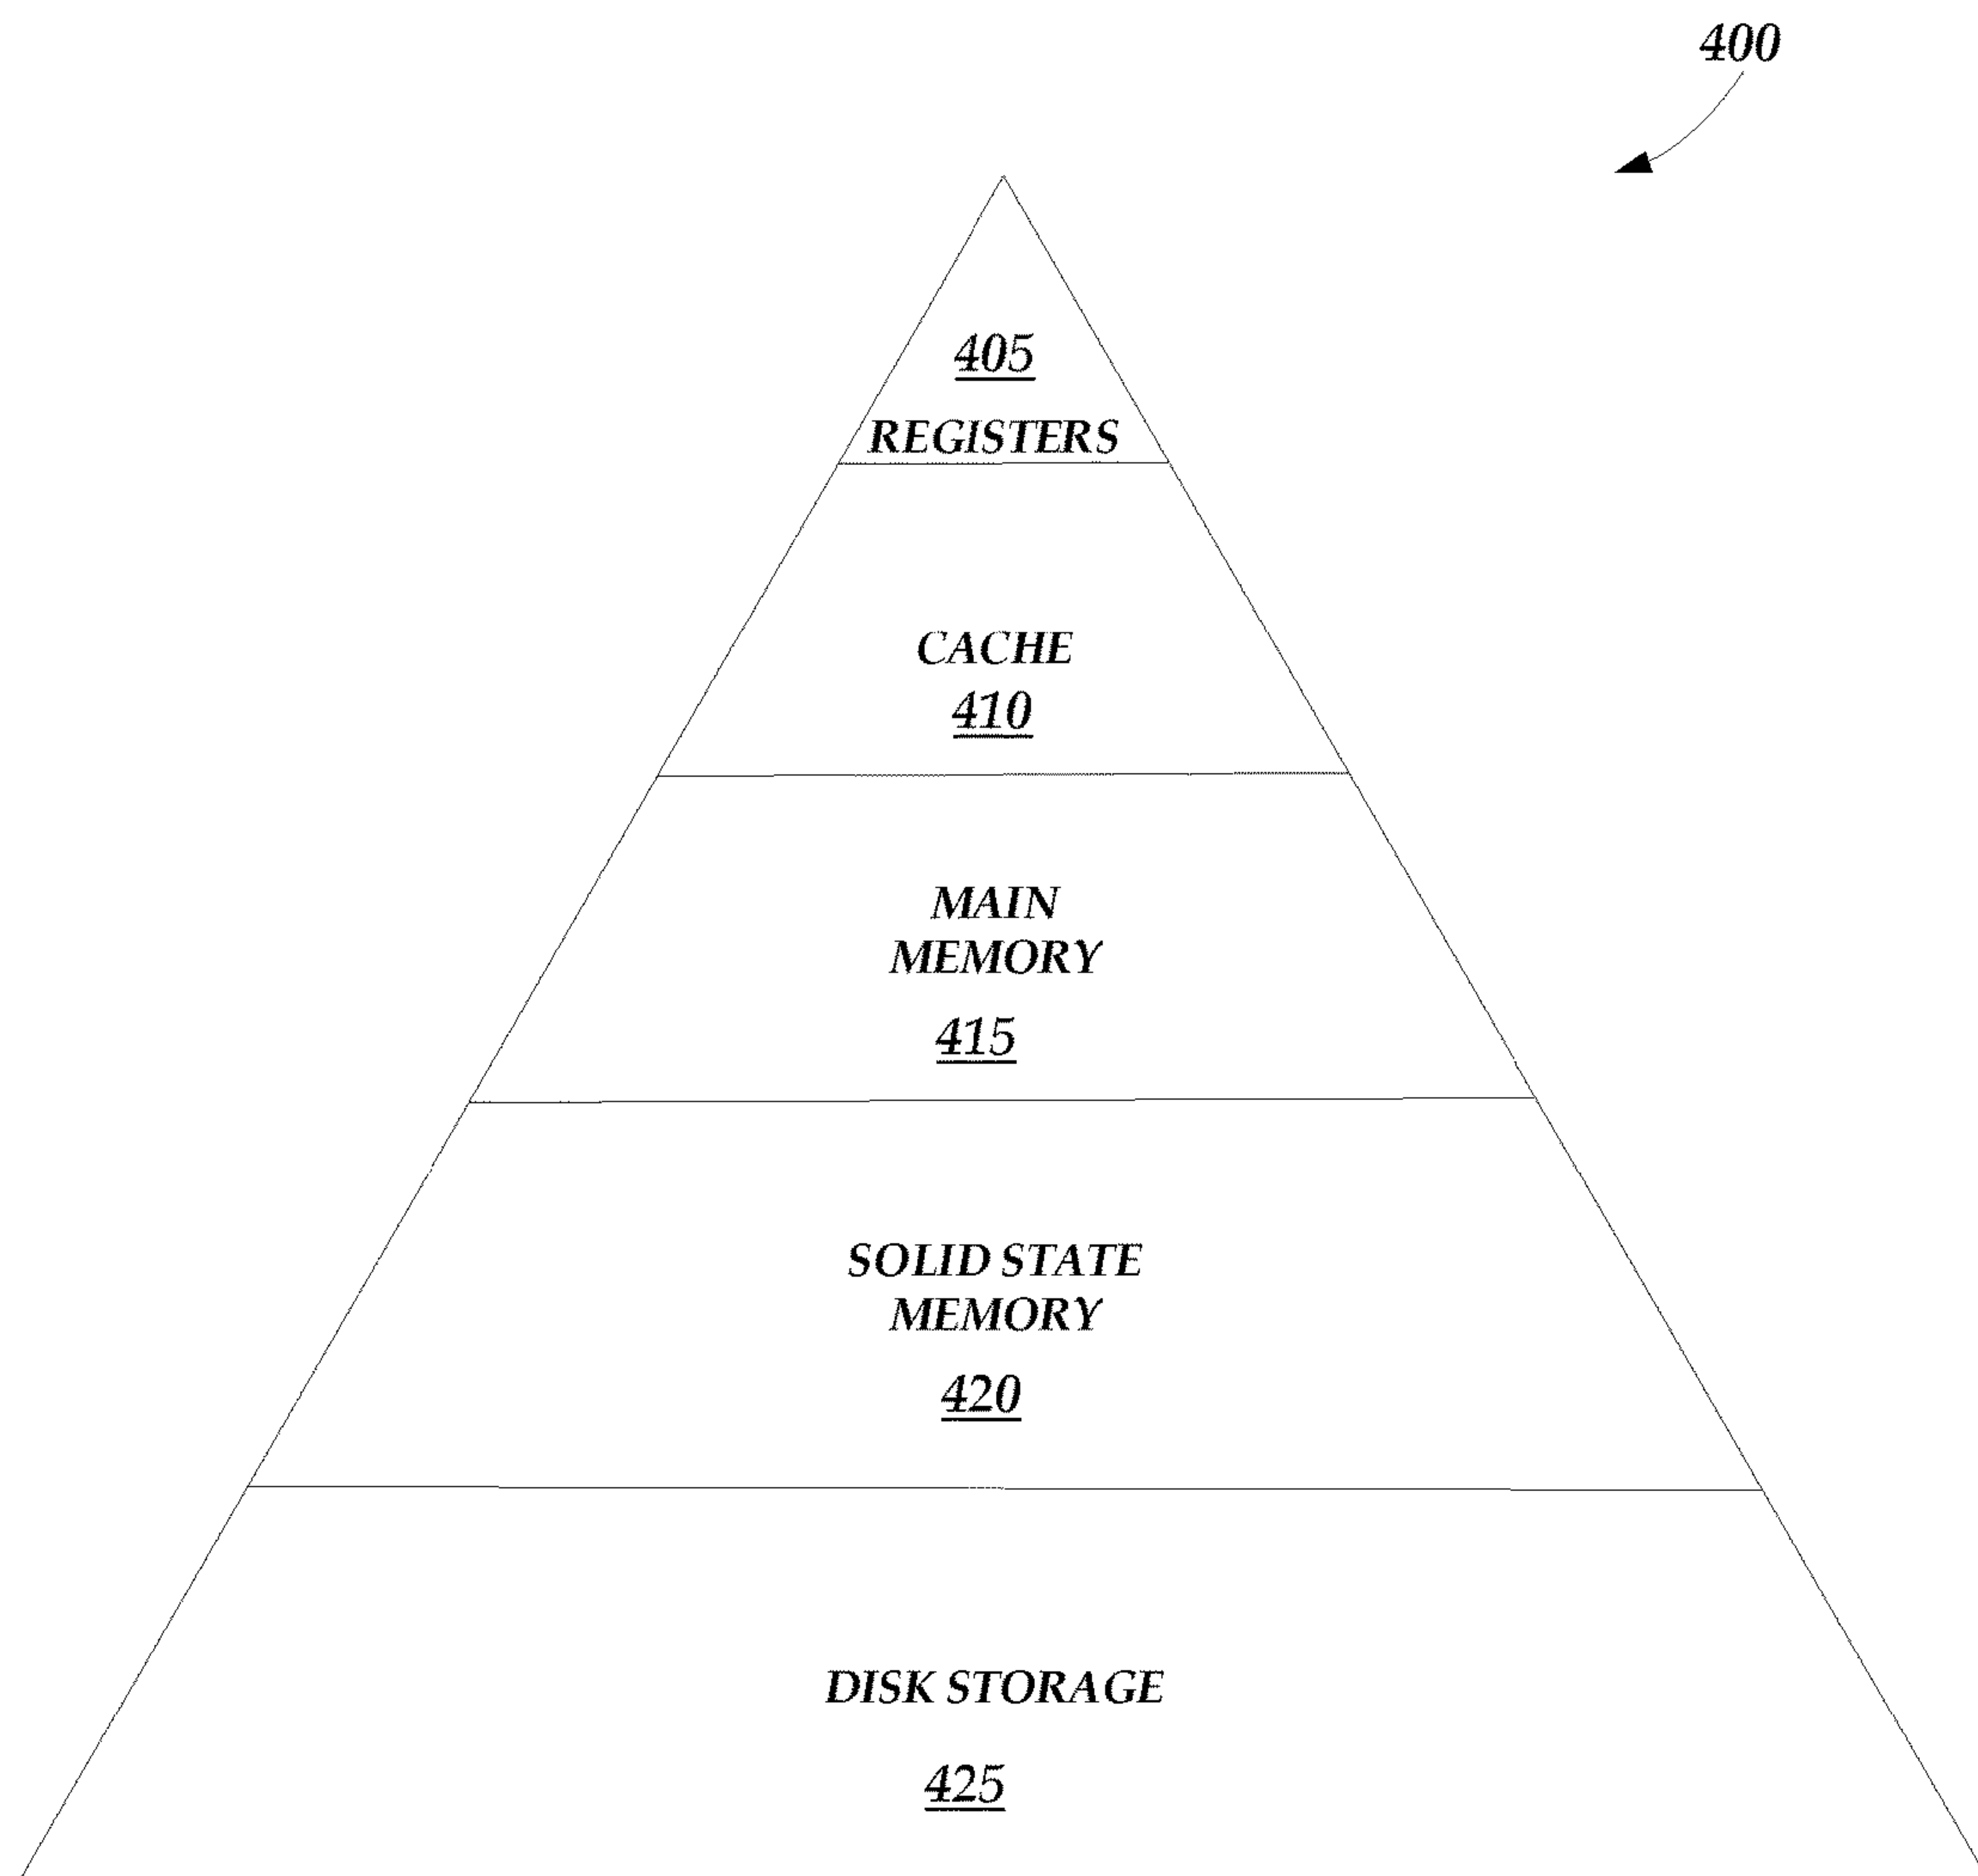 400
405
REGISTERS
CACHE
410
MAIN
MEMORY
415
SOLID STATE
MEMORY
420
DISK STORAGE
425